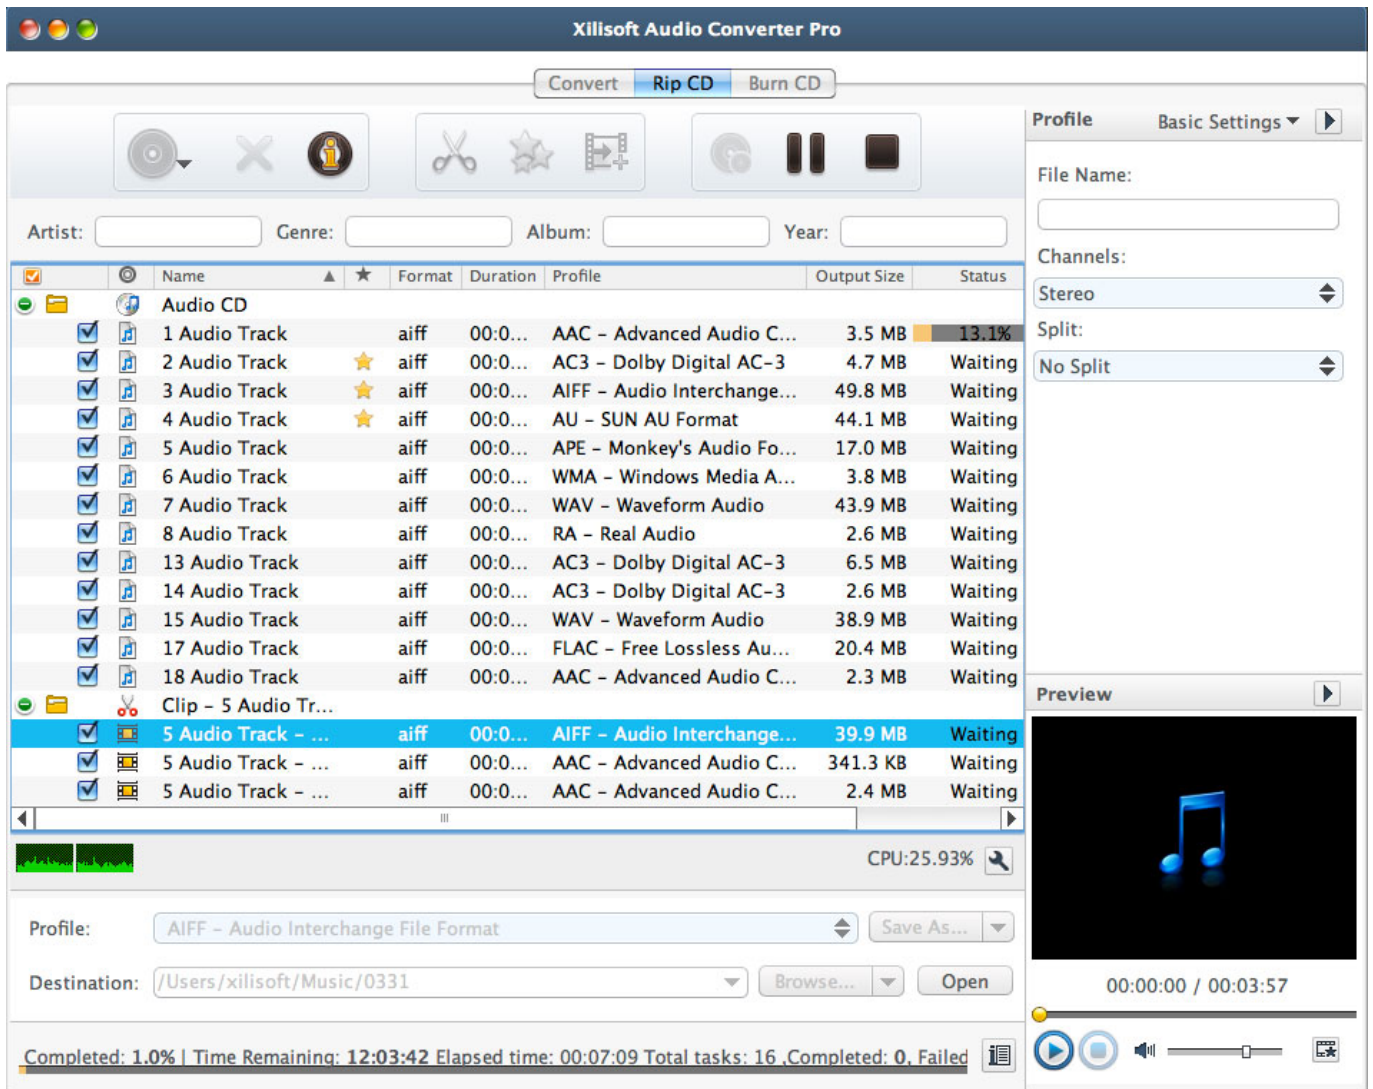 Xilisoft Audio Converter Pro
Convert Rip CD Burn CD
Profile Basic Settings
File Name:
Artist: Genre: Album: Year:
Channels:
Stereo
Split:
No Split
Name Format Duration Profile Output Size Status
Audio CD
1 Audio Track aiff 00:0... AAC – Advanced Audio C... 3.5 MB 13.1%
2 Audio Track aiff 00:0... AC3 – Dolby Digital AC-3 4.7 MB Waiting
3 Audio Track aiff 00:0... AIFF – Audio Interchange... 49.8 MB Waiting
4 Audio Track aiff 00:0... AU – SUN AU Format 44.1 MB Waiting
5 Audio Track aiff 00:0... APE – Monkey's Audio Fo... 17.0 MB Waiting
6 Audio Track aiff 00:0... WMA – Windows Media A... 3.8 MB Waiting
7 Audio Track aiff 00:0... WAV – Waveform Audio 43.9 MB Waiting
8 Audio Track aiff 00:0... RA – Real Audio 2.6 MB Waiting
13 Audio Track aiff 00:0... AC3 – Dolby Digital AC-3 6.5 MB Waiting
14 Audio Track aiff 00:0... AC3 – Dolby Digital AC-3 2.6 MB Waiting
15 Audio Track aiff 00:0... WAV – Waveform Audio 38.9 MB Waiting
17 Audio Track aiff 00:0... FLAC – Free Lossless Au... 20.4 MB Waiting
18 Audio Track aiff 00:0... AAC – Advanced Audio C... 2.3 MB Waiting
Clip – 5 Audio Tr...
5 Audio Track – ... aiff 00:0... AIFF – Audio Interchange... 39.9 MB Waiting
5 Audio Track – ... aiff 00:0... AAC – Advanced Audio C... 341.3 KB Waiting
5 Audio Track – ... aiff 00:0... AAC – Advanced Audio C... 2.4 MB Waiting
Preview
CPU:25.93%
Profile: AIFF – Audio Interchange File Format Save As...
Destination: /Users/xilisoft/Music/0331 Browse... Open
00:00:00 / 00:03:57
Completed: 1.0% | Time Remaining: 12:03:42 Elapsed time: 00:07:09 Total tasks: 16 ,Completed: 0, Failed